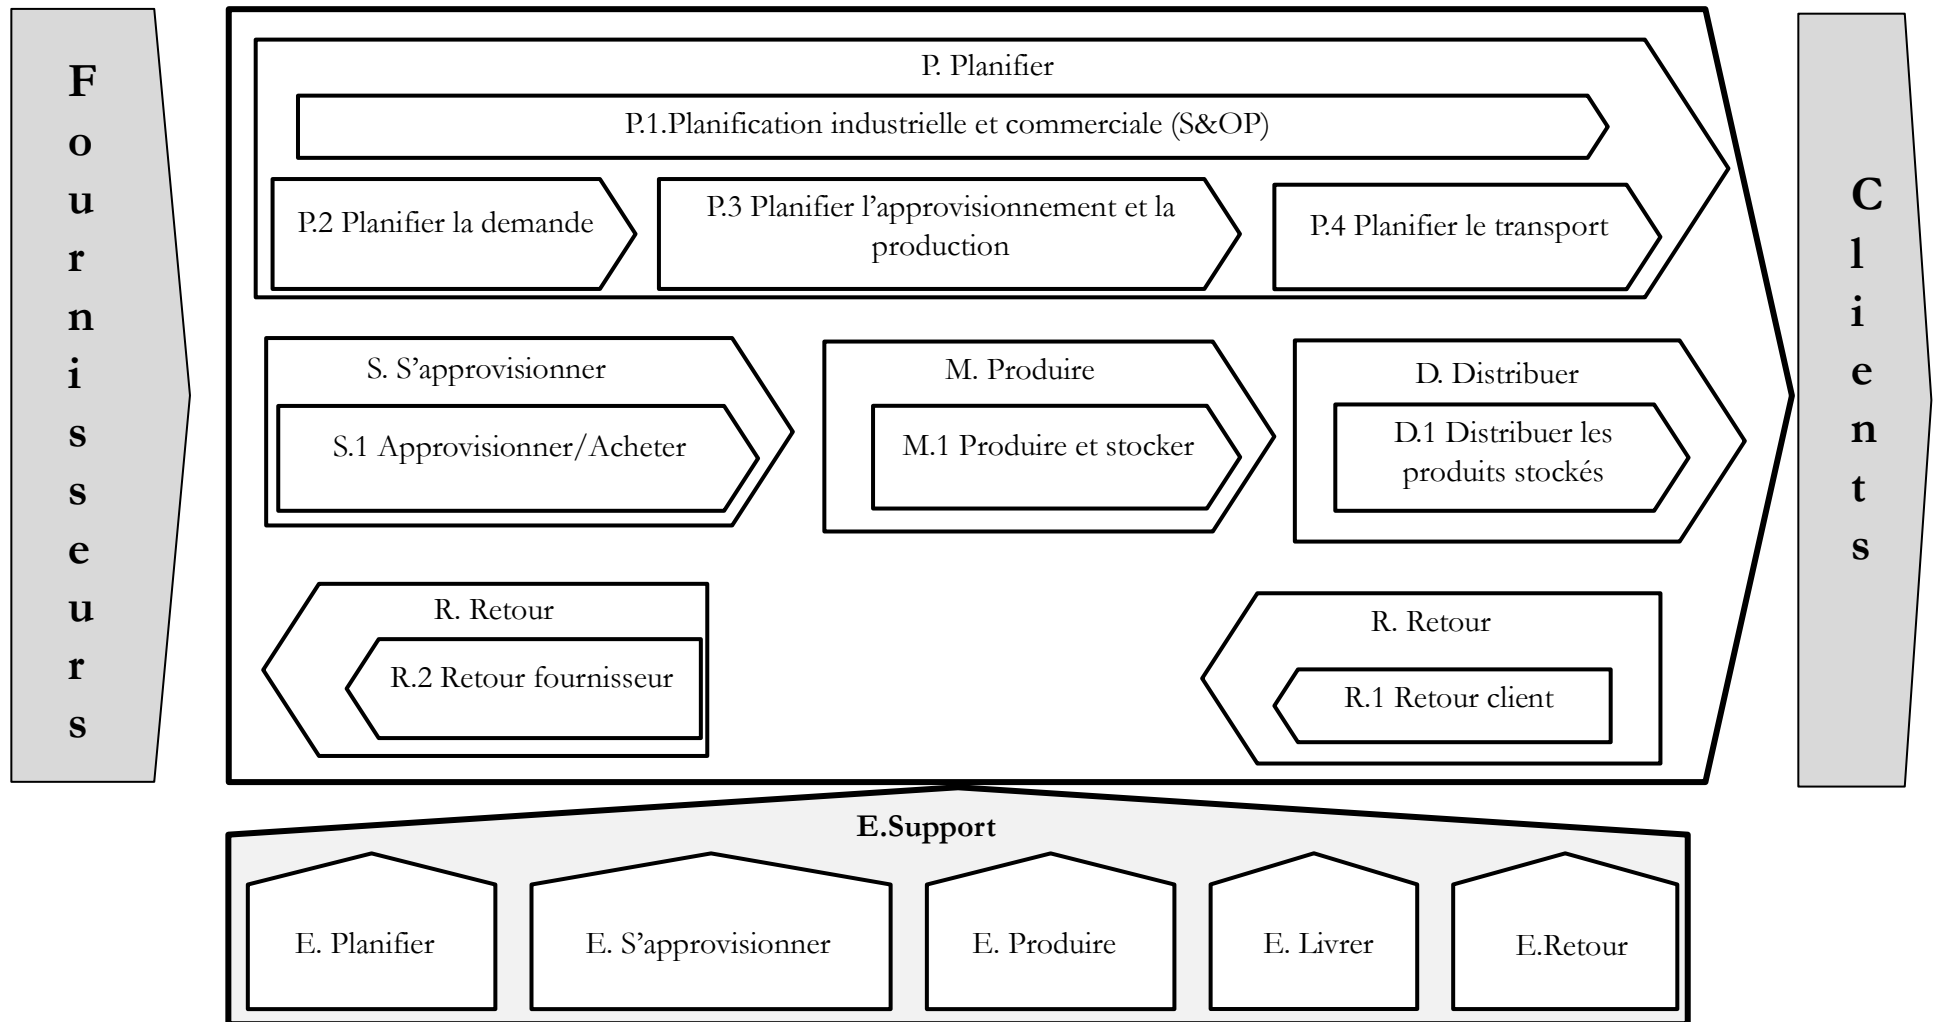 Fournisseurs
P. Planifier
P.1.Planification industrielle et commerciale (S&OP)
P.2 Planifier la demande
P.3 Planifier l’approvisionnement et la
production
P.4 Planifier le transport
S. S’approvisionner
S.1 Approvisionner/Acheter
M. Produire
M.1 Produire et stocker
D. Distribuer
D.1 Distribuer les
produits stockés
R. Retour
R.2 Retour fournisseur
R. Retour
R.1 Retour client
Clients
E.Support
E. Planifier
E. S’approvisionner
E. Produire
E. Livrer
E.Retour